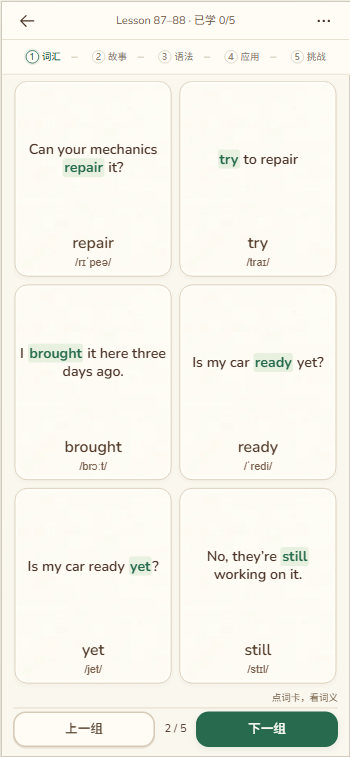 Lesson 87–88 · 已学 0/5
1 词汇 – 2 故事 – 3 语法 – 4 应用 – 5 挑战
Can your mechanics
repair it?
repair
/rɪˈpeə/
try to repair
try
/traɪ/
I brought it here three
days ago.
brought
/brɔːt/
Is my car ready yet?
ready
/ˈredi/
Is my car ready yet?
yet
/jet/
No, they're still
working on it.
still
/stɪl/
点词卡，看词义
上一组
2 / 5
下一组